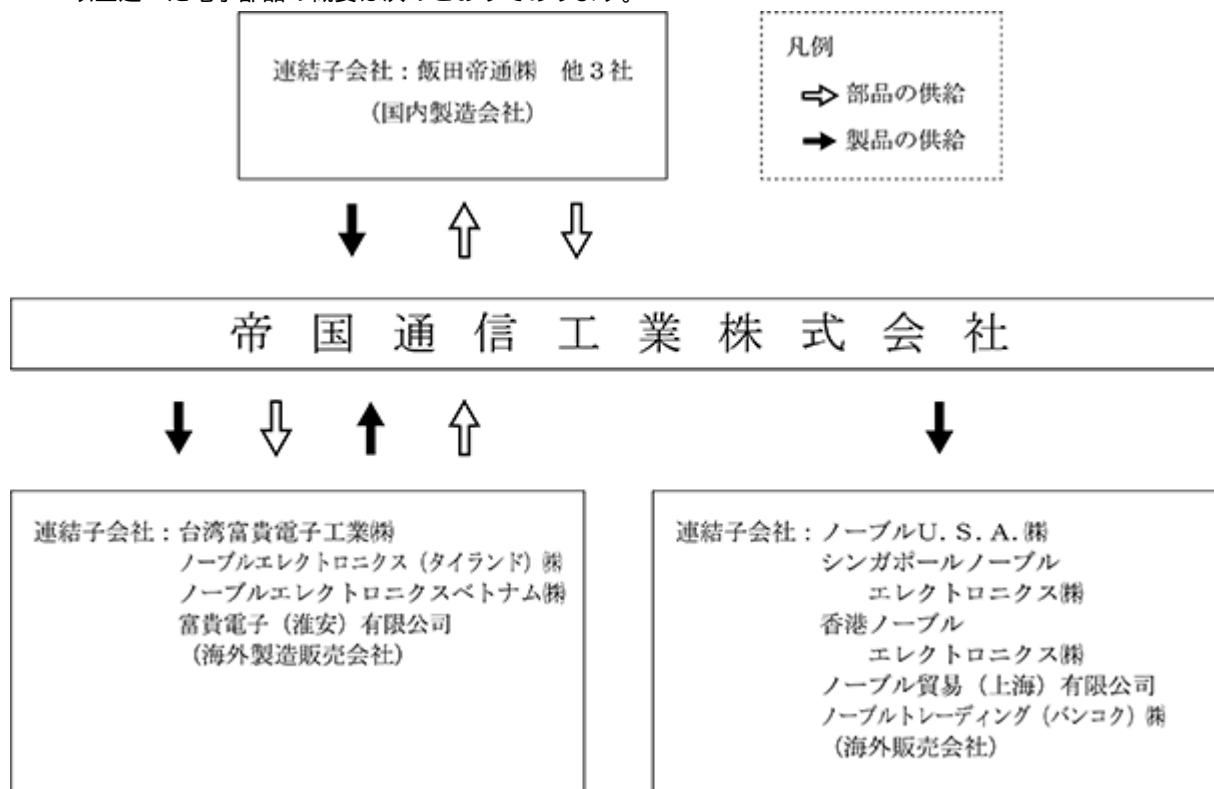 連結子会社：飯田帝通㈱　他３社
（国内製造会社）
凡例
部品の供給
製品の供給
帝国通信工業株式会社
連結子会社：台湾富貴電子工業㈱
ノーブルエレクトロニクス（タイランド）㈱
ノーブルエレクトロニクスベトナム㈱
富貴電子（淮安）有限公司
（海外製造販売会社）
連結子会社：ノーブルＵ．Ｓ．Ａ．㈱
シンガポールノーブル
エレクトロニクス㈱
香港ノーブル
エレクトロニクス㈱
ノーブル貿易（上海）有限公司
ノーブルトレーディング（バンコク）㈱
（海外販売会社）